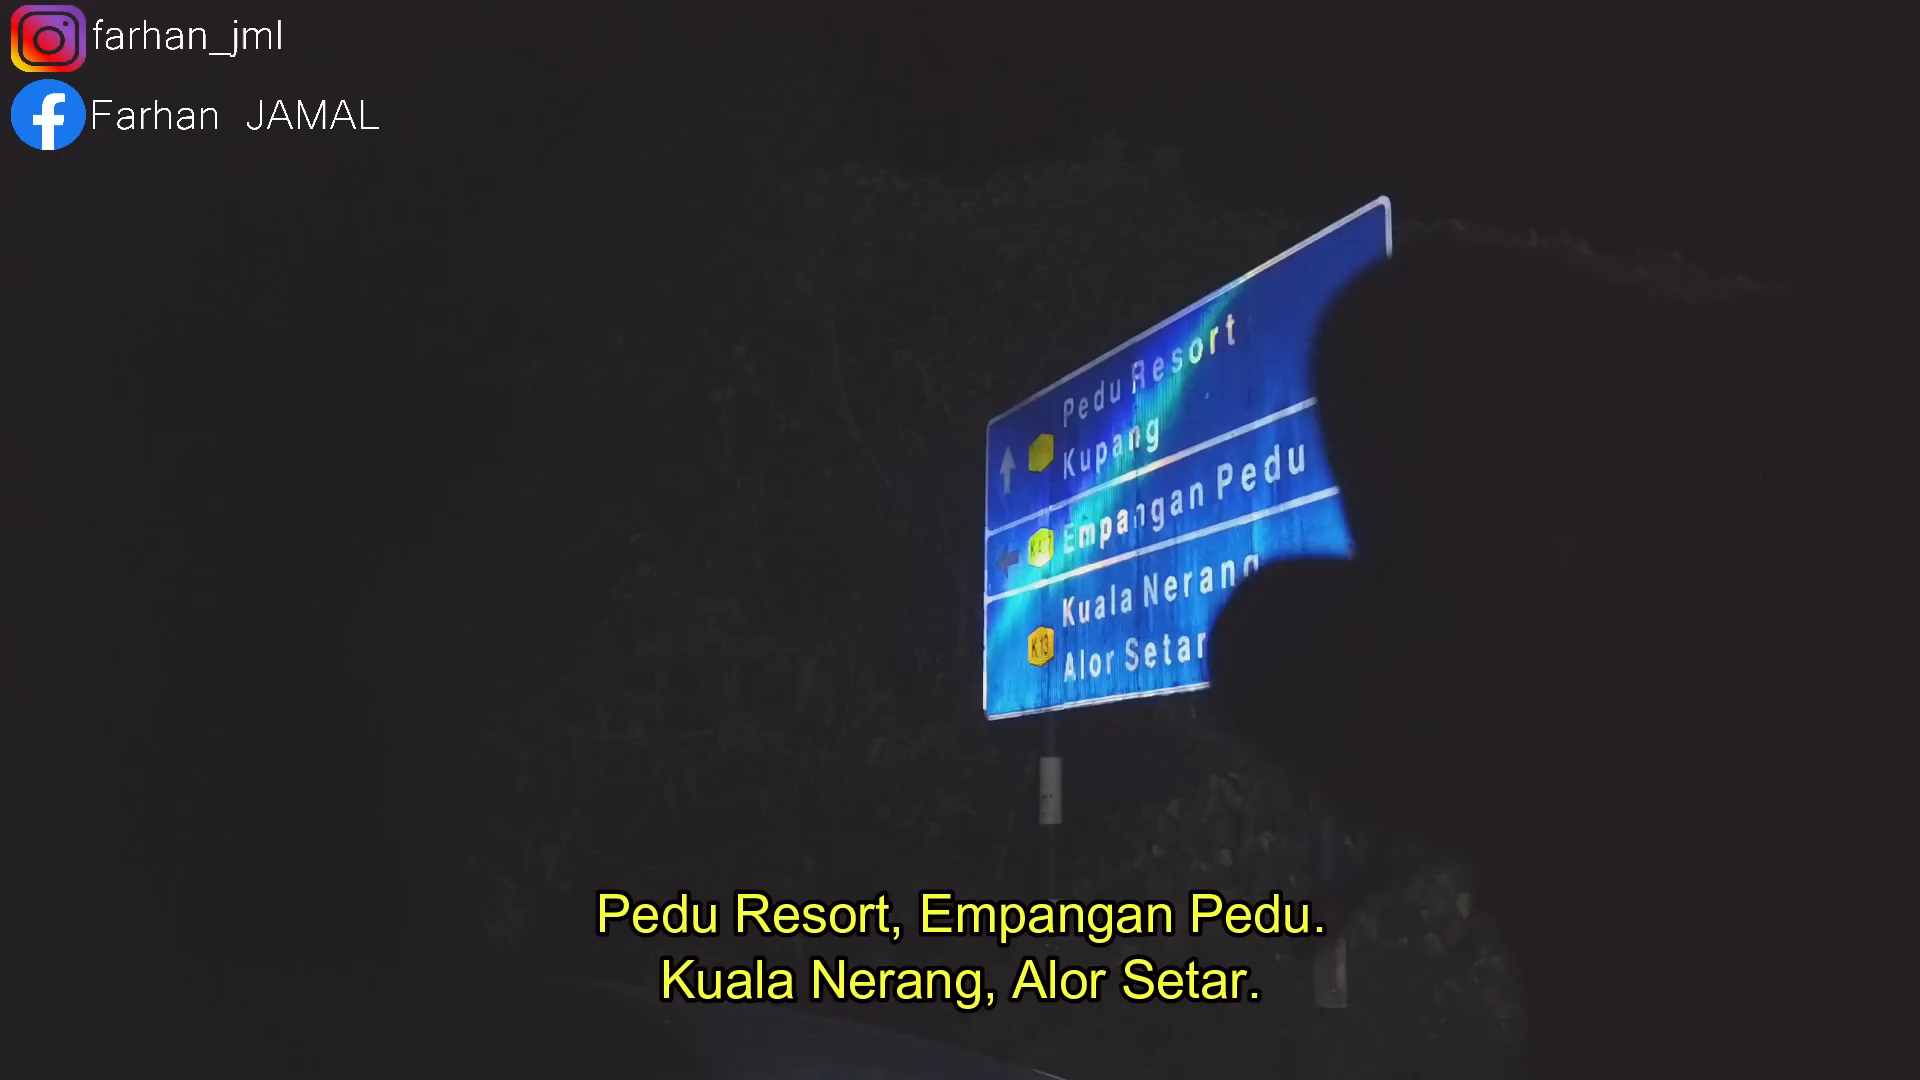 farhan_jml
Farhan JAMAL
Pedu Resort
Kupang
Empangan Pedu
Kuala Nerang
K13
Alor Setar
Pedu Resort, Empangan Pedu.
Kuala Nerang, Alor Setar.